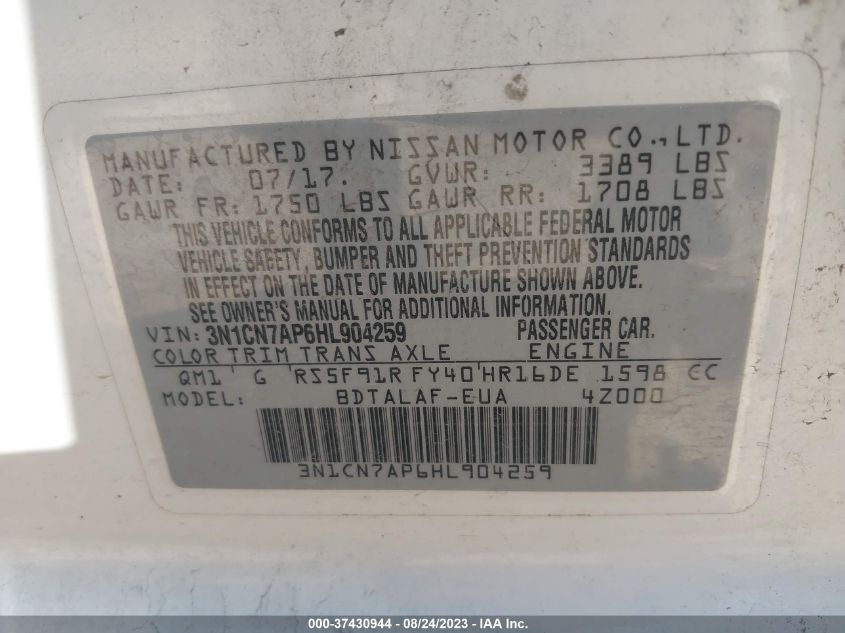 MANUFACTURED BY NISSAN MOTOR CO., LTD.
DATE: 07/17. GVWR: 3389 LBS
GAWR FR: 1750 LBS GAWR RR: 1708 LBS
THIS VEHICLE CONFORMS TO ALL APPLICABLE FEDERAL MOTOR
VEHICLE SAFETY, BUMPER AND THEFT PREVENTION STANDARDS
IN EFFECT ON THE DATE OF MANUFACTURE SHOWN ABOVE.
SEE OWNER'S MANUAL FOR ADDITIONAL INFORMATION.
VIN: 3N1CN7AP6HL904259 PASSENGER CAR.
COLOR TRIM TRANS AXLE ENGINE
QM1 G RS5F91R FY40 HR16DE 1598 CC
MODEL: BDTALAF-EUA 4Z000
3N1CN7AP6HL904259
000-37430944 - 08/24/2023 - COPYRIGHT IAA, Inc.